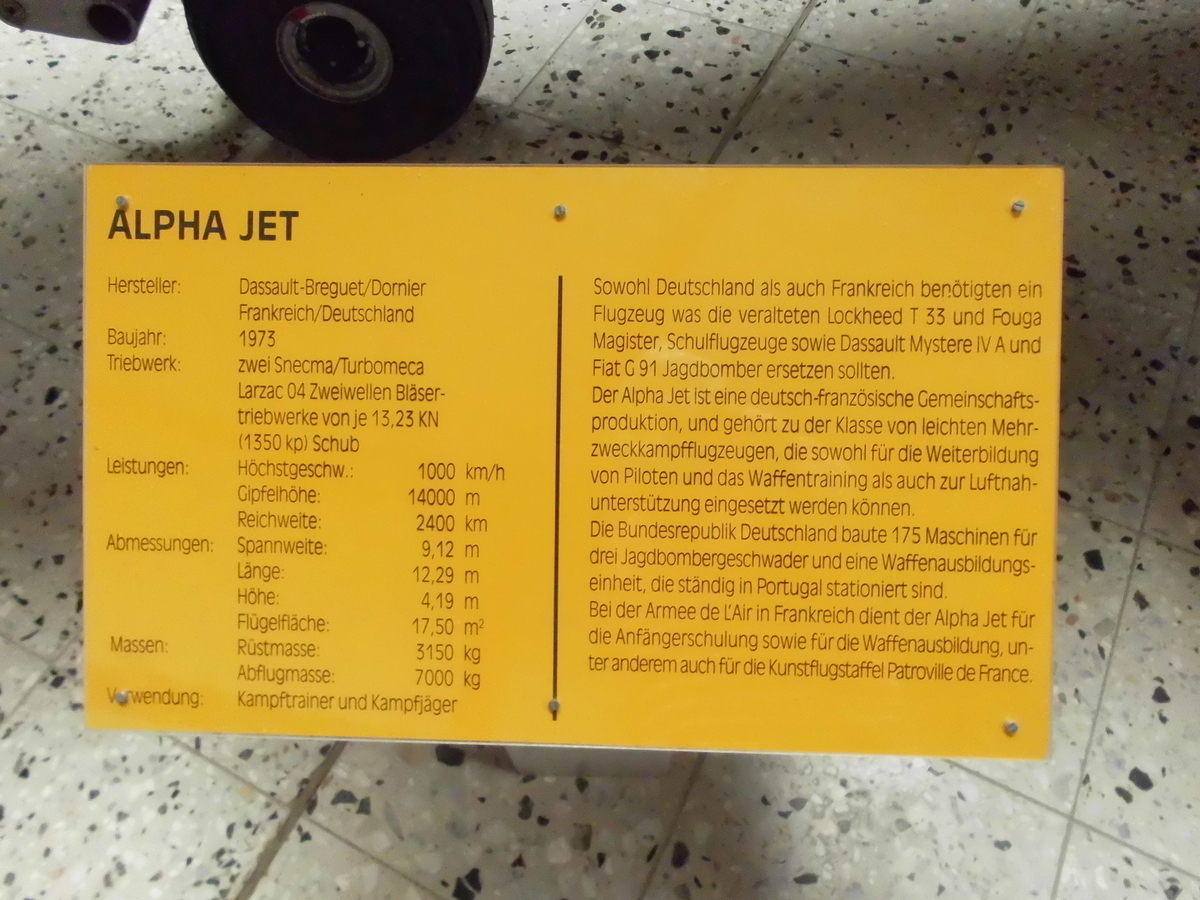 ALPHA JET
Hersteller: Dassault-Breguet/Dornier
Frankreich/Deutschland
Baujahr: 1973
Triebwerk: zwei Snecma/Turbomeca
Larzac 04 Zweiwellen Bläser-
triebwerke von je 13,23 KN
(1350 kp) Schub
Leistungen: Höchstgeschw.: 1000 km/h
Gipfelhöhe: 14000 m
Reichweite: 2400 km
Abmessungen: Spannweite: 9,12 m
Länge: 12,29 m
Höhe: 4,19 m
Flügelfläche: 17,50 m²
Massen: Rüstmasse: 3150 kg
Abflugmasse: 7000 kg
Verwendung: Kampftrainer und Kampfjäger
Sowohl Deutschland als auch Frankreich benötigten ein
Flugzeug was die veralteten Lockheed T 33 und Fouga
Magister, Schulflugzeuge sowie Dassault Mystere IV A und
Fiat G 91 Jagdbomber ersetzen sollten.
Der Alpha Jet ist eine deutsch-französische Gemeinschafts-
produktion, und gehört zu der Klasse von leichten Mehr-
zweckkampfflugzeugen, die sowohl für die Weiterbildung
von Piloten und das Waffentraining als auch zur Luftnah-
unterstützung eingesetzt werden können.
Die Bundesrepublik Deutschland baute 175 Maschinen für
drei Jagdbombergeschwader und eine Waffenausbildungs-
einheit, die ständig in Portugal stationiert sind.
Bei der Armee de L'Air in Frankreich dient der Alpha Jet für
die Anfängerschulung sowie für die Waffenausbildung, un-
ter anderem auch für die Kunstflugstaffel Patroville de France.